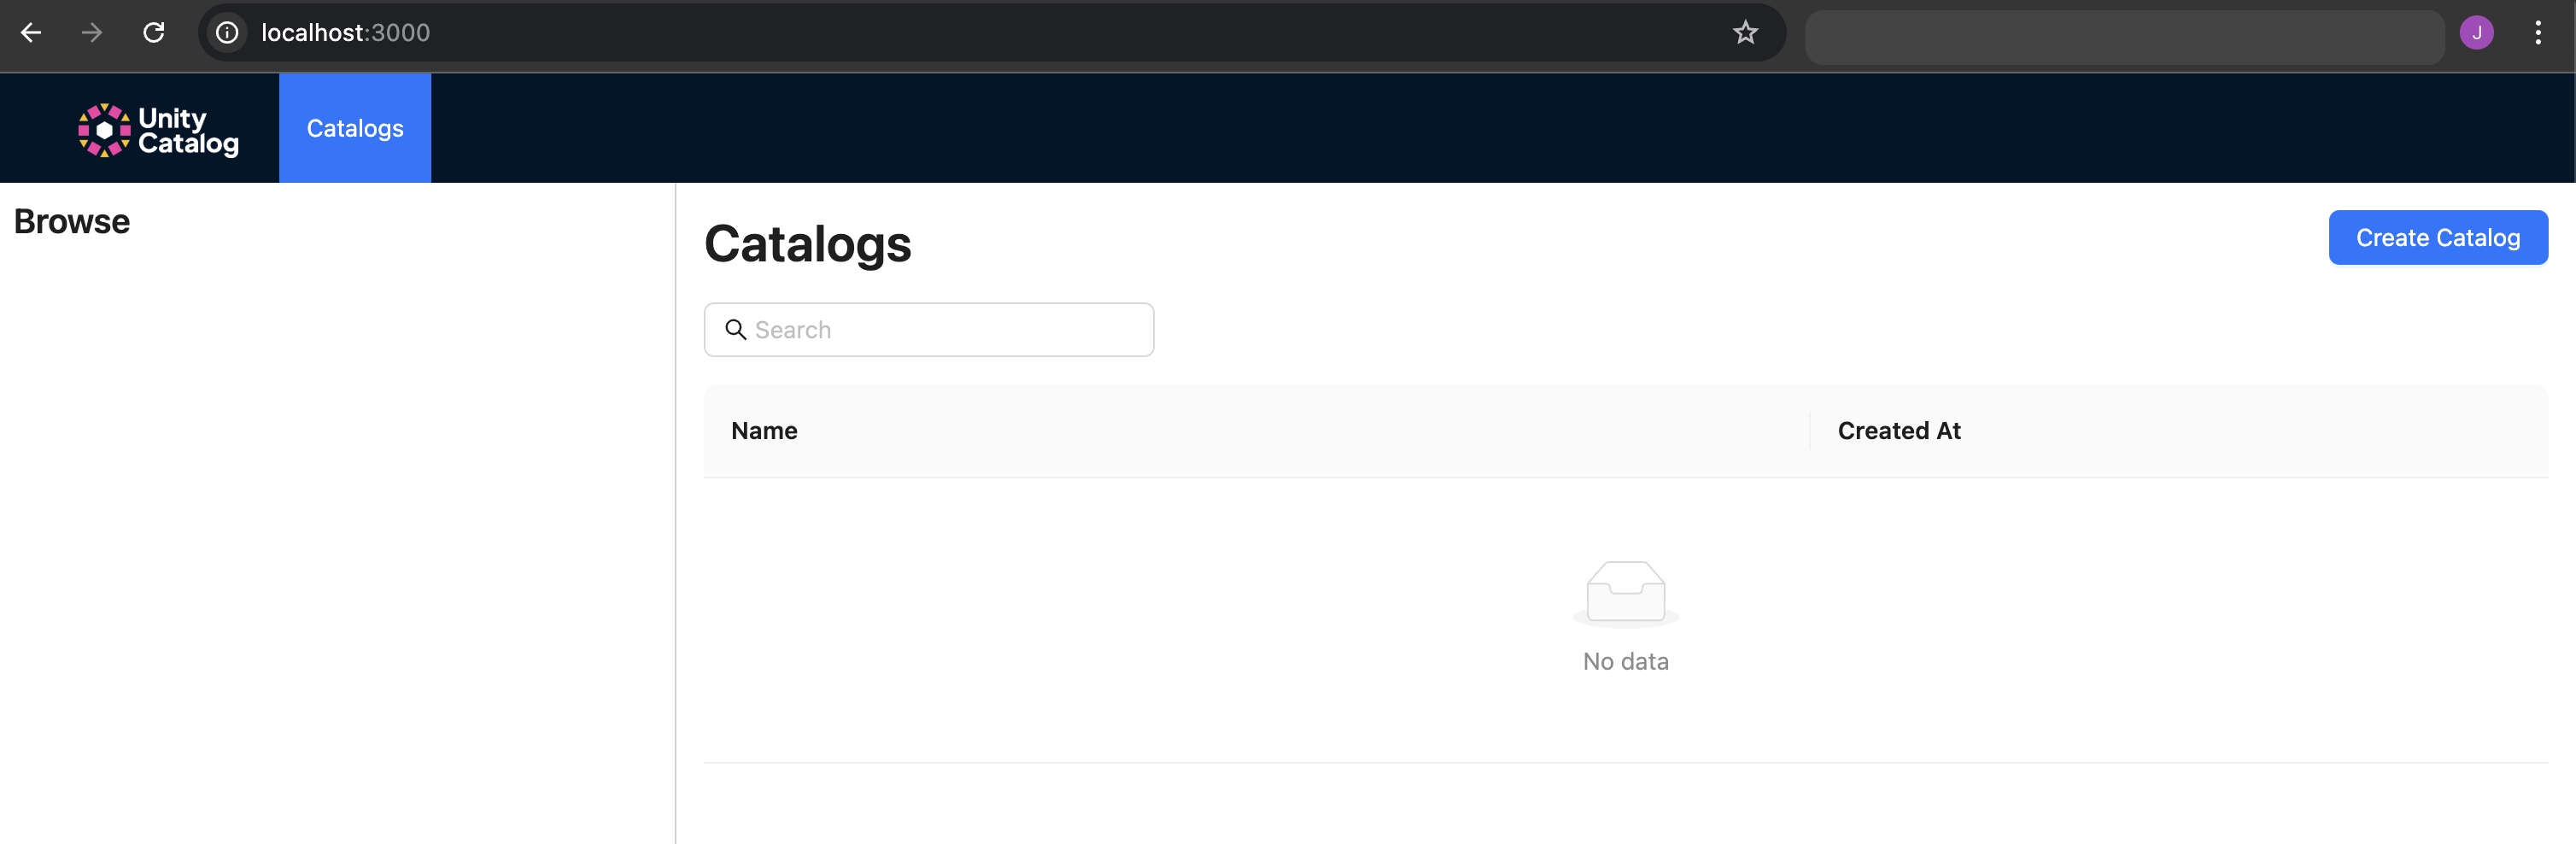 localhost:3000
J
Unity
Catalog
Catalogs
Browse
Catalogs
Create Catalog
Search
Name
Created At
No data